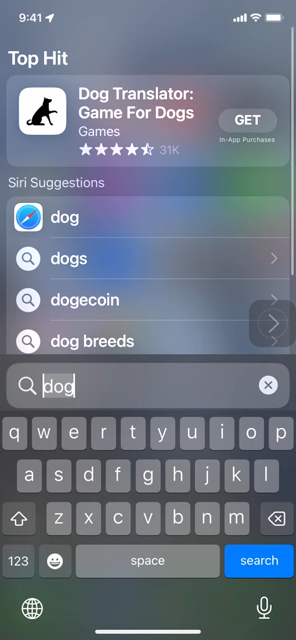 9:41
Top Hit
Dog Translator:
Game For Dogs
Games
31K
GET
In-App Purchases
Siri Suggestions
dog
dogs
dogecoin
dog breeds
dog
q w e r t y u i o p
a s d f g h j k l
z x c v b n m
123 space search